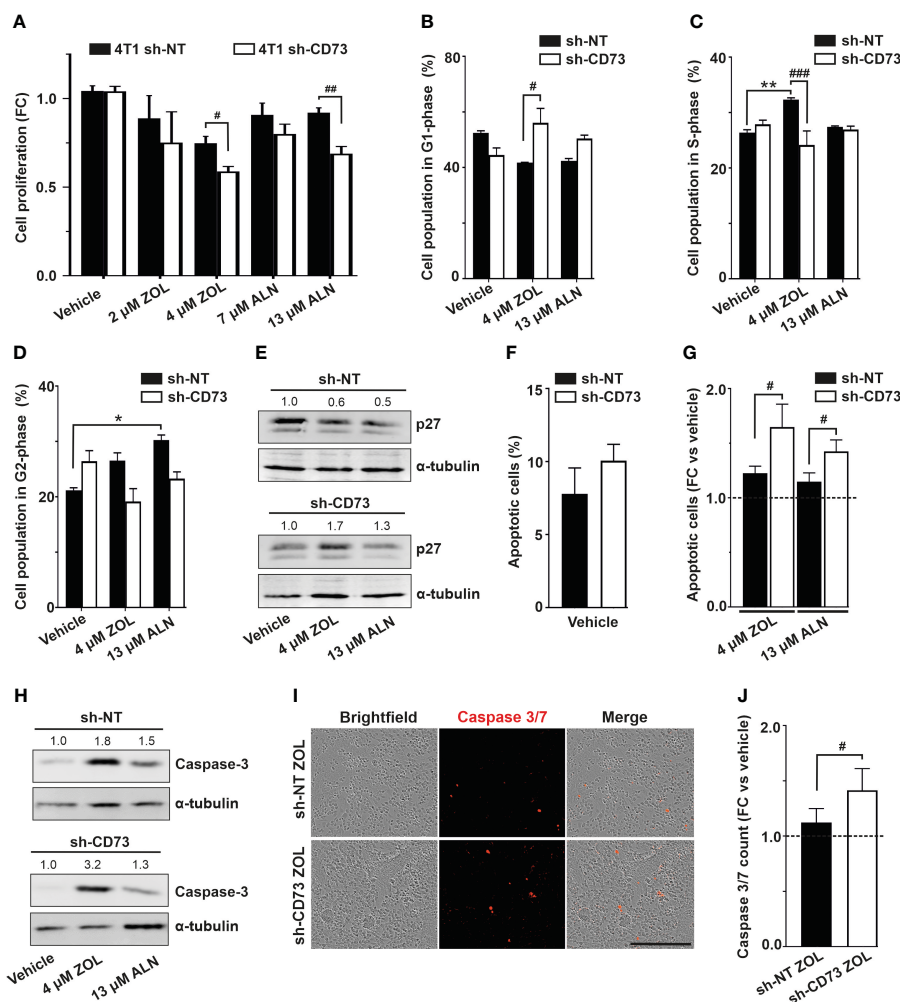 A
4T1 sh-NT
4T1 sh-CD73
Cell proliferation (FC)
1.0
0.75
0.5
0.0
#
##
Vehicle
2 µM ZOL
4 µM ZOL
7 µM ALN
13 µM ALN
B
sh-NT
sh-CD73
Cell population in G1-phase (%)
80
60
40
0
#
Vehicle
4 µM ZOL
13 µM ALN
C
sh-NT
sh-CD73
Cell population in S-phase (%)
40
30
20
0
**
###
Vehicle
4 µM ZOL
13 µM ALN
D
sh-NT
sh-CD73
Cell population in G2-phase (%)
40
30
20
0
*
Vehicle
4 µM ZOL
13 µM ALN
E
sh-NT
1.0 0.6 0.5
p27
α-tubulin
sh-CD73
1.0 1.7 1.3
p27
α-tubulin
Vehicle
4 µM ZOL
13 µM ALN
F
sh-NT
sh-CD73
Apoptotic cells (%)
15
10
5
0
Vehicle
G
sh-NT
sh-CD73
Apoptotic cells (FC vs vehicle)
2.0
1.0
0.0
#
#
4 µM ZOL
13 µM ALN
H
sh-NT
1.0 1.8 1.5
Caspase-3
α-tubulin
sh-CD73
1.0 3.2 1.3
Caspase-3
α-tubulin
Vehicle
4 µM ZOL
13 µM ALN
I
Brightfield Caspase 3/7 Merge
sh-NT ZOL
sh-CD73 ZOL
J
Caspase 3/7 count (FC vs vehicle)
2.0
1.0
0.0
#
sh-NT ZOL
sh-CD73 ZOL